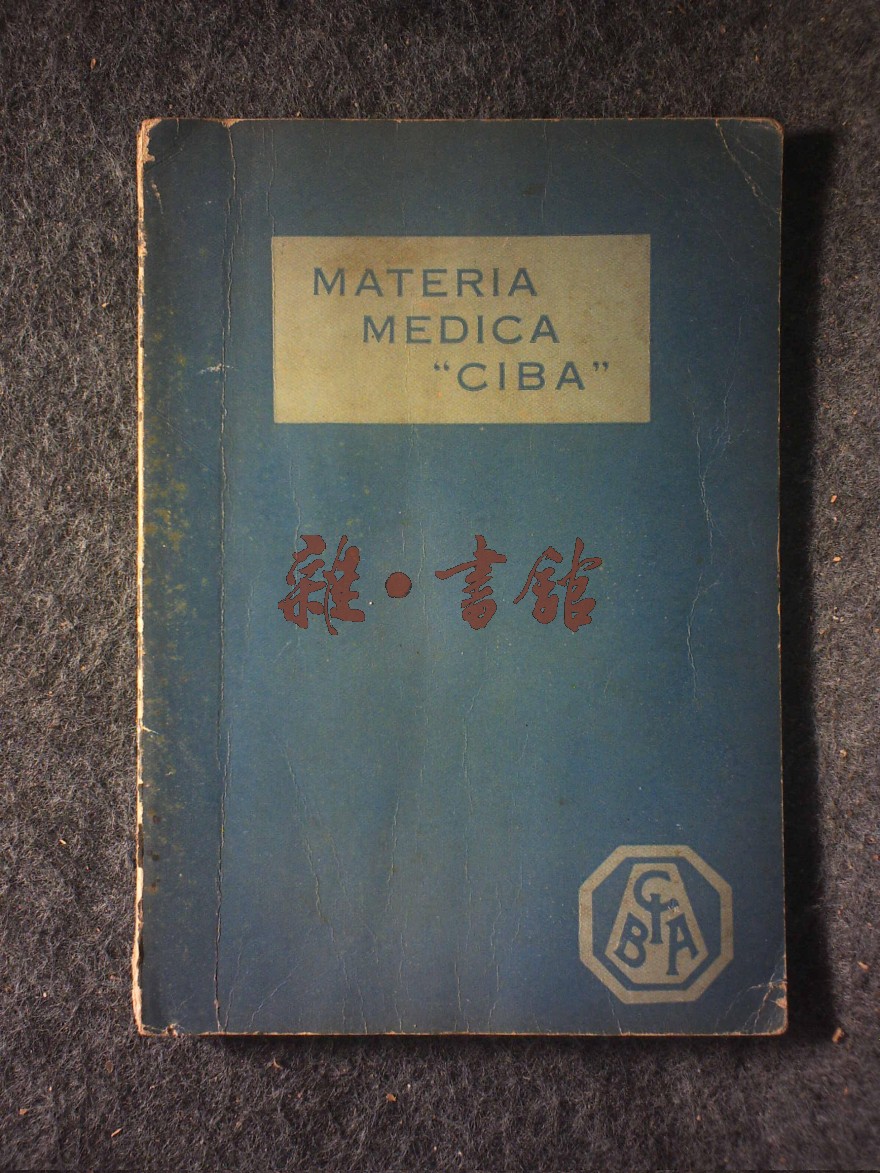 MATERIA
MEDICA
“CIBA”
雜·書館
CIBA